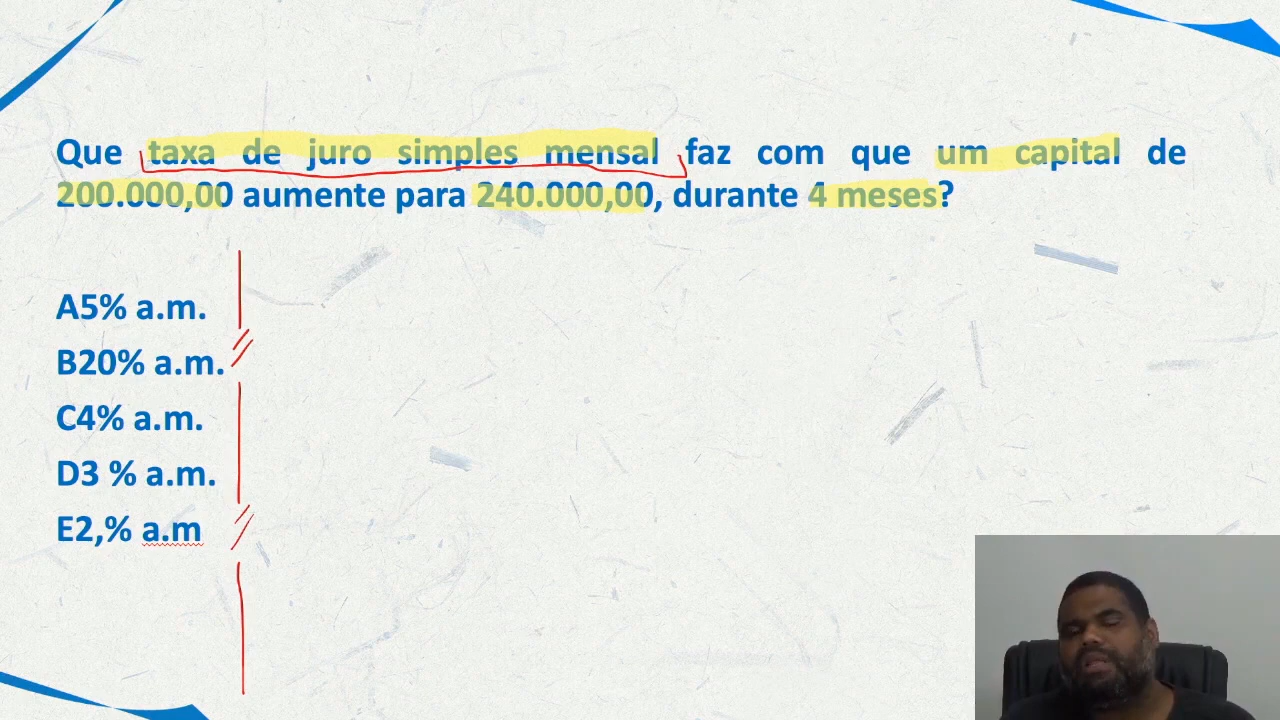 Que taxa de juro simples mensal faz com que um capital de
200.000,00 aumente para 240.000,00, durante 4 meses?
A5% a.m.
B20% a.m.
C4% a.m.
D3 % a.m.
E2,% a.m